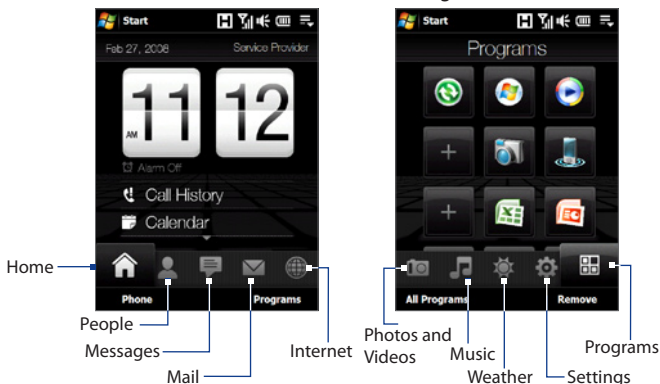 Start
H
Feb 27, 2008
Service Provider
11
12
AM
Alarm Off
Call History
Calendar
Phone
Programs
Home
People
Messages
Mail
Internet
Start
H
Programs
All Programs
Remove
Photos and
Videos
Music
Weather
Settings
Programs